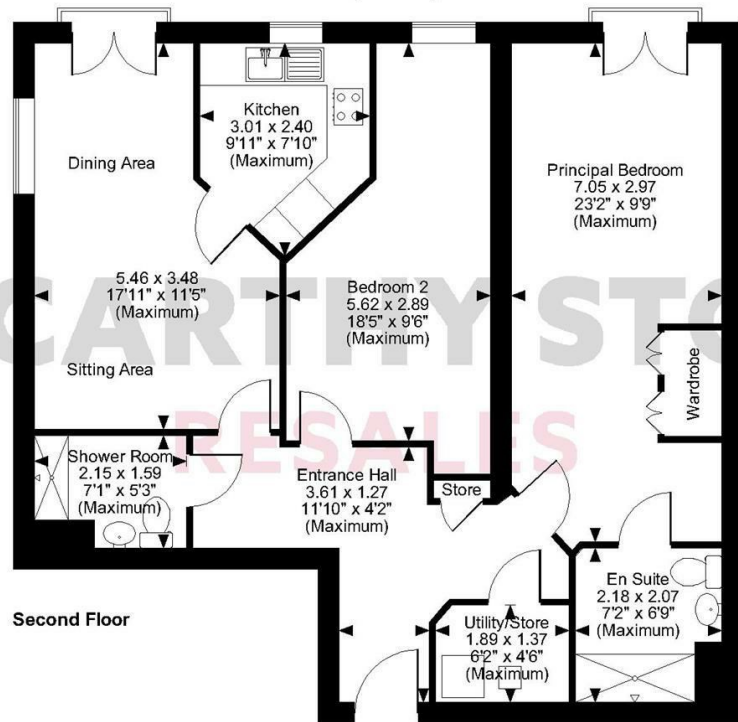 Dining Area
5.46 x 3.48
17'11" x 11'5"
(Maximum)
Sitting Area
Kitchen
3.01 x 2.40
9'11" x 7'10"
(Maximum)
Bedroom 2
5.62 x 2.89
18'5" x 9'6"
(Maximum)
Principal Bedroom
7.05 x 2.97
23'2" x 9'9"
(Maximum)
Wardrobe
CARTHY STO
RESALES
Shower Room
2.15 x 1.59
7'1" x 5'3"
(Maximum)
Entrance Hall
3.61 x 1.27
11'10" x 4'2"
(Maximum)
Store
En Suite
2.18 x 2.07
7'2" x 6'9"
(Maximum)
Utility/Store
1.89 x 1.37
6'2" x 4'6"
(Maximum)
Second Floor